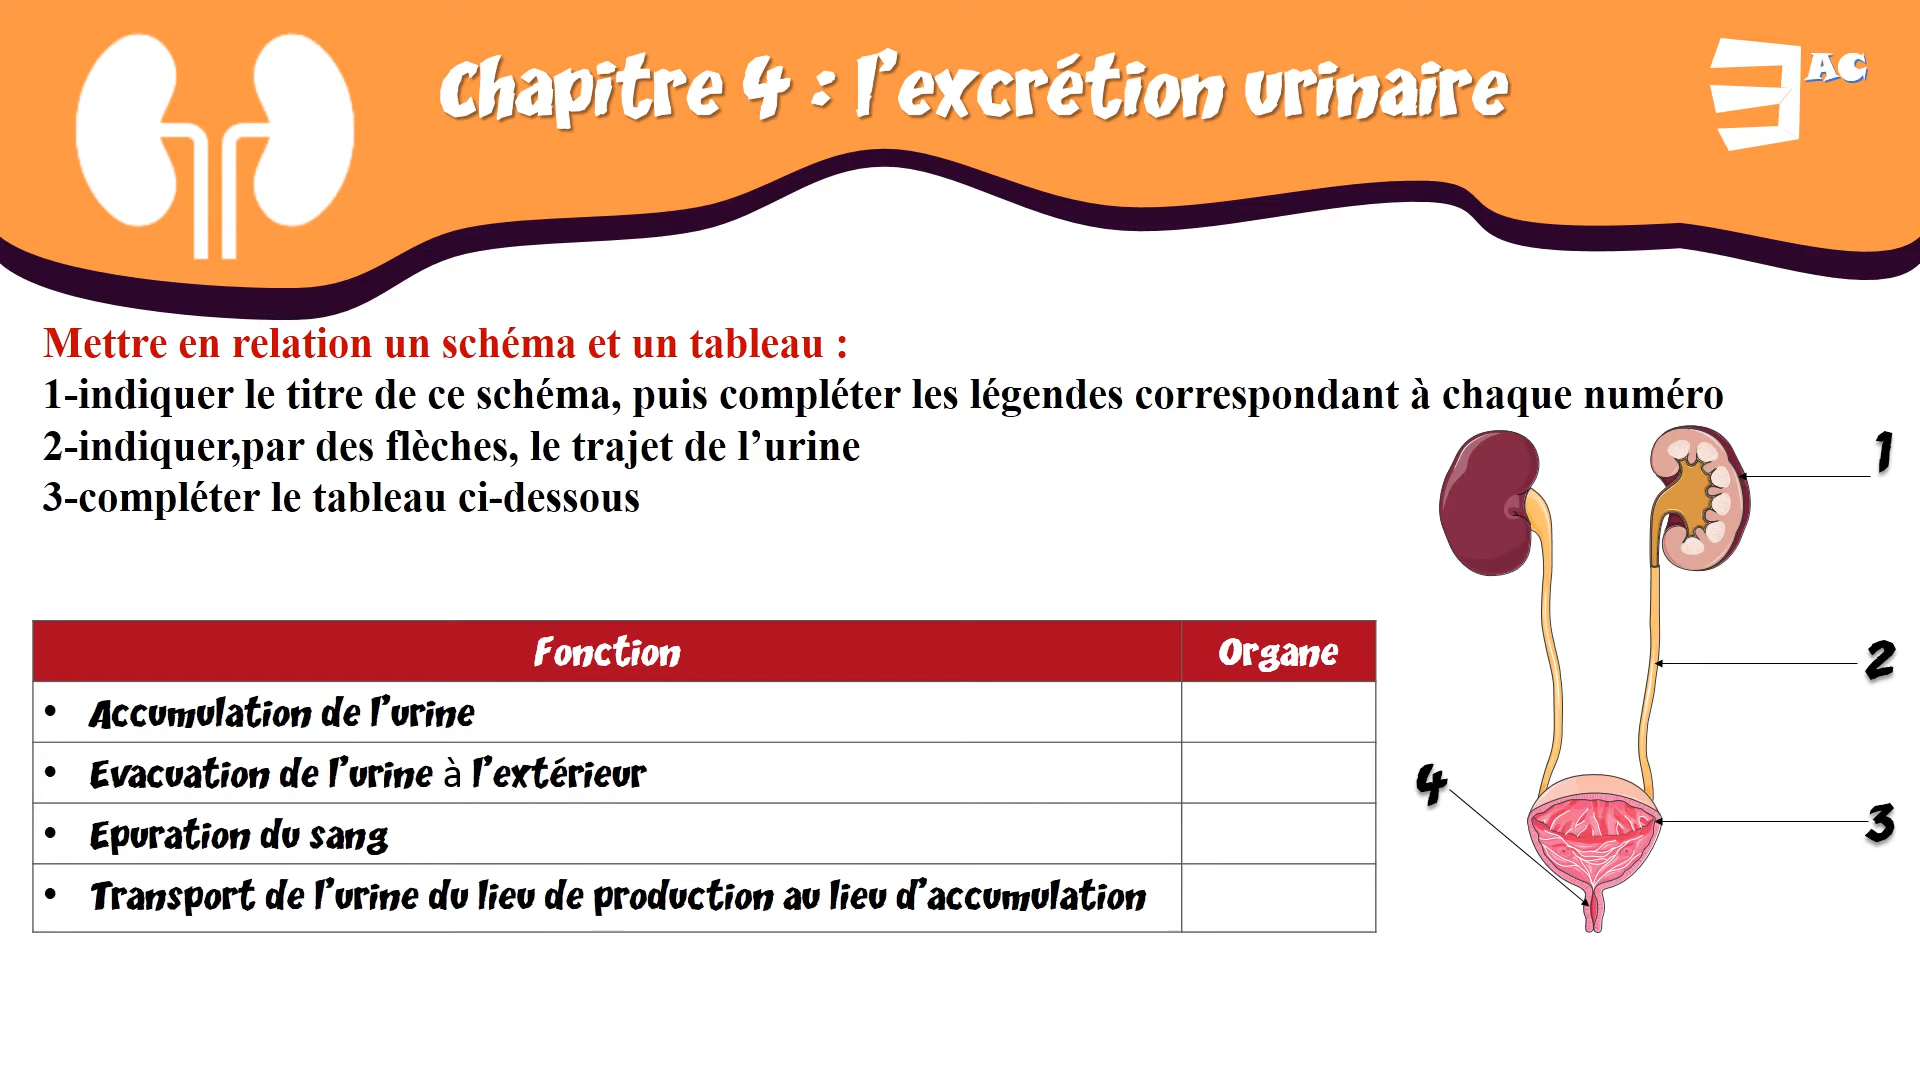 Chapitre 4 : l'excrétion urinaire
3 AC
Mettre en relation un schéma et un tableau :
1-indiquer le titre de ce schéma, puis compléter les légendes correspondant à chaque numéro
2-indiquer,par des flèches, le trajet de l’urine
3-compléter le tableau ci-dessous
1
2
3
4
Fonction Organe
• Accumulation de l'urine
• Evacuation de l'urine à l'extérieur
• Epuration du sang
• Transport de l'urine du lieu de production au lieu d'accumulation